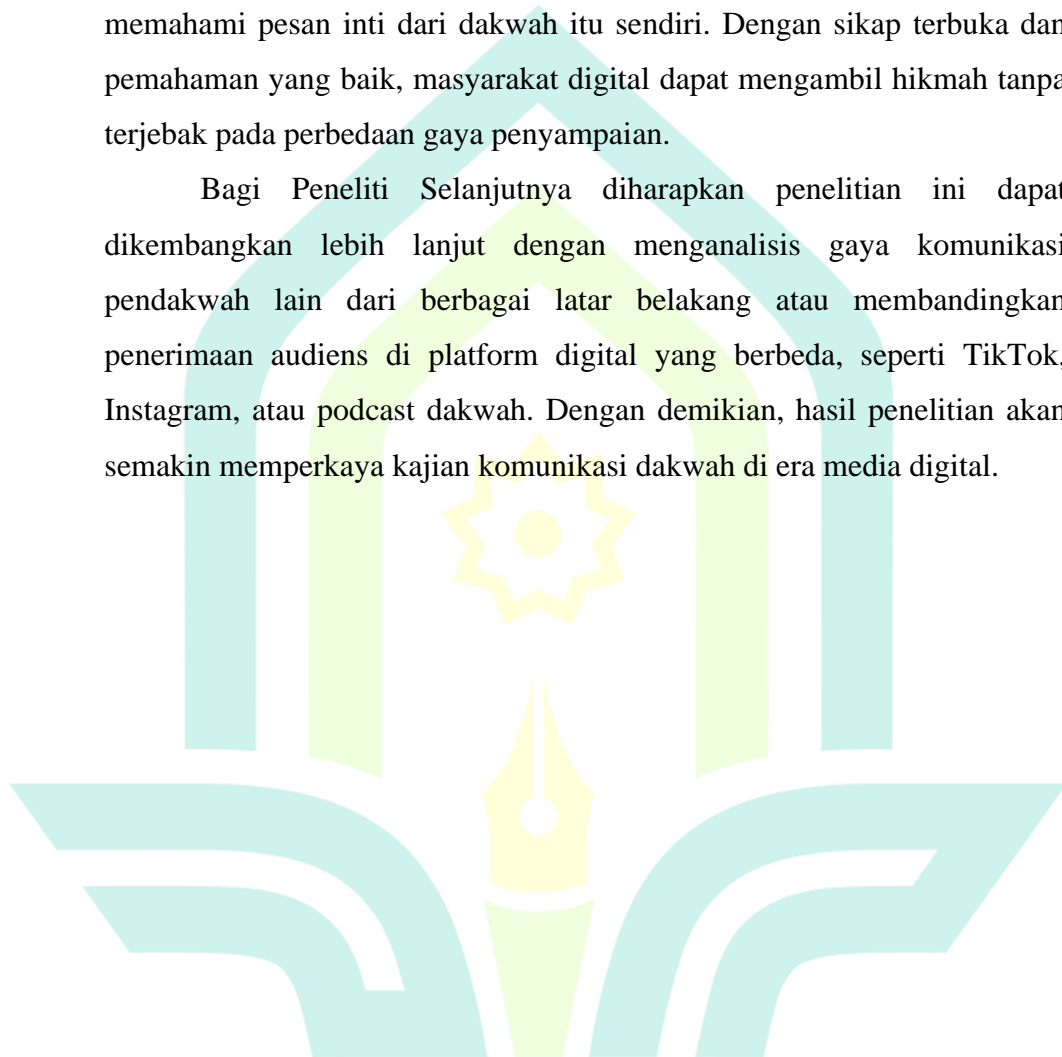 memahami pesan inti dari dakwah itu sendiri. Dengan sikap terbuka dan
pemahaman yang baik, masyarakat digital dapat mengambil hikmah tanpa
terjebak pada perbedaan gaya penyampaian.
Bagi Peneliti Selanjutnya diharapkan penelitian ini dapat
dikembangkan lebih lanjut dengan menganalisis gaya komunikasi
pendakwah lain dari berbagai latar belakang atau membandingkan
penerimaan audiens di platform digital yang berbeda, seperti TikTok,
Instagram, atau podcast dakwah. Dengan demikian, hasil penelitian akan
semakin memperkaya kajian komunikasi dakwah di era media digital.